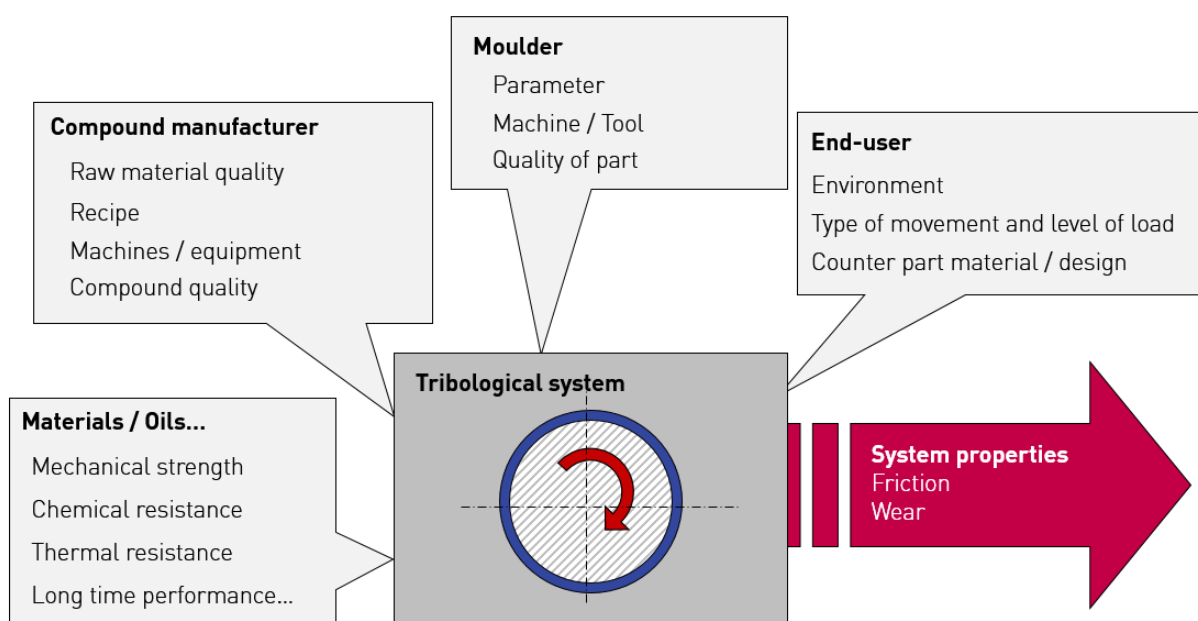 Moulder
Parameter
Machine / Tool
Quality of part
Compound manufacturer
Raw material quality
Recipe
Machines / equipment
Compound quality
End-user
Environment
Type of movement and level of load
Counter part material / design
Materials / Oils...
Mechanical strength
Chemical resistance
Thermal resistance
Long time performance...
Tribological system
System properties
Friction
Wear